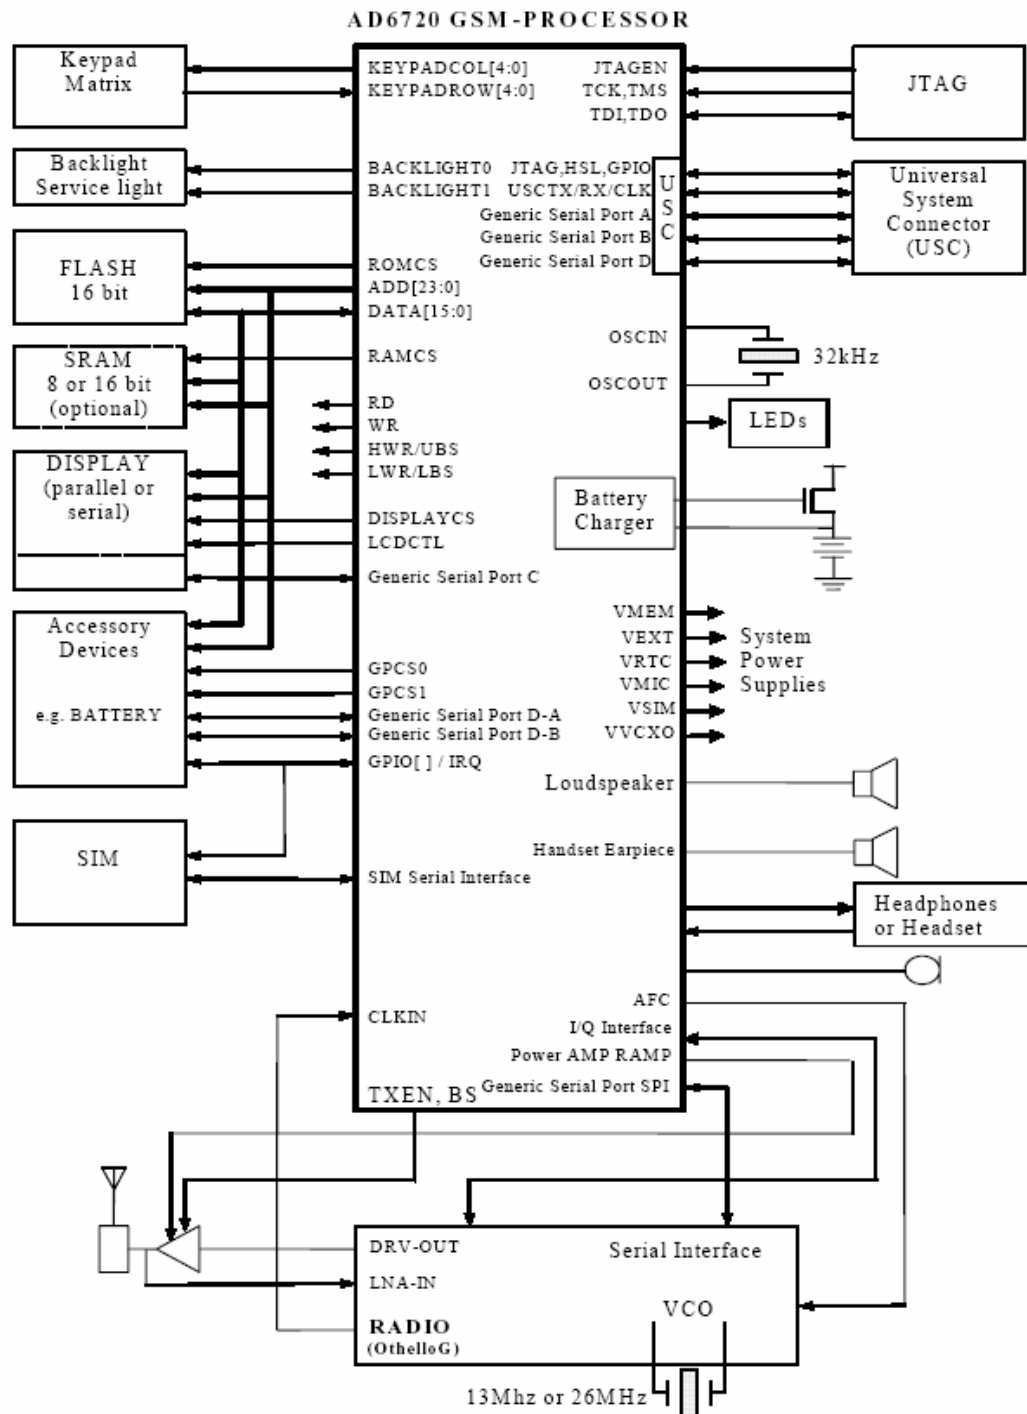 AD6720 GSM-PROCESSOR
Keypad
Matrix
KEYPADCOL[4:0]
KEYPADROW[4:0]
JTAGEN
TCK,TMS
TDI,TDO
JTAG
Backlight
Service light
BACKLIGHT0
BACKLIGHT1
JTAG,HSL,GPIO
USCTX/RX/CLK
Generic Serial Port A
Generic Serial Port B
Generic Serial Port D
U
S
C
Universal
System
Connector
(USC)
FLASH
16 bit
ROMCS
ADD[23:0]
DATA[15:0]
SRAM
8 or 16 bit
(optional)
RAMCS
RD
WR
HWR/UBS
LWR/LBS
OSCIN
OSCOUT
32kHz
LEDs
DISPLAY
(parallel or
serial)
DISPLAYCS
LCDCTL
Generic Serial Port C
Battery
Charger
Accessory
Devices
e.g. BATTERY
GPCS0
GPCS1
Generic Serial Port D-A
Generic Serial Port D-B
GPIO[ ] / IRQ
VMEM
VEXT
VRTC
VMIC
VSIM
VVCXO
System
Power
Supplies
Loudspeaker
Handset Earpiece
SIM
SIM Serial Interface
Headphones
or Headset
AFC
I/Q Interface
Power AMP RAMP
Generic Serial Port SPI
CLKIN
TXEN, BS
DRV-OUT
LNA-IN
RADIO
(OthelloG)
Serial Interface
VCO
13Mhz or 26MHz